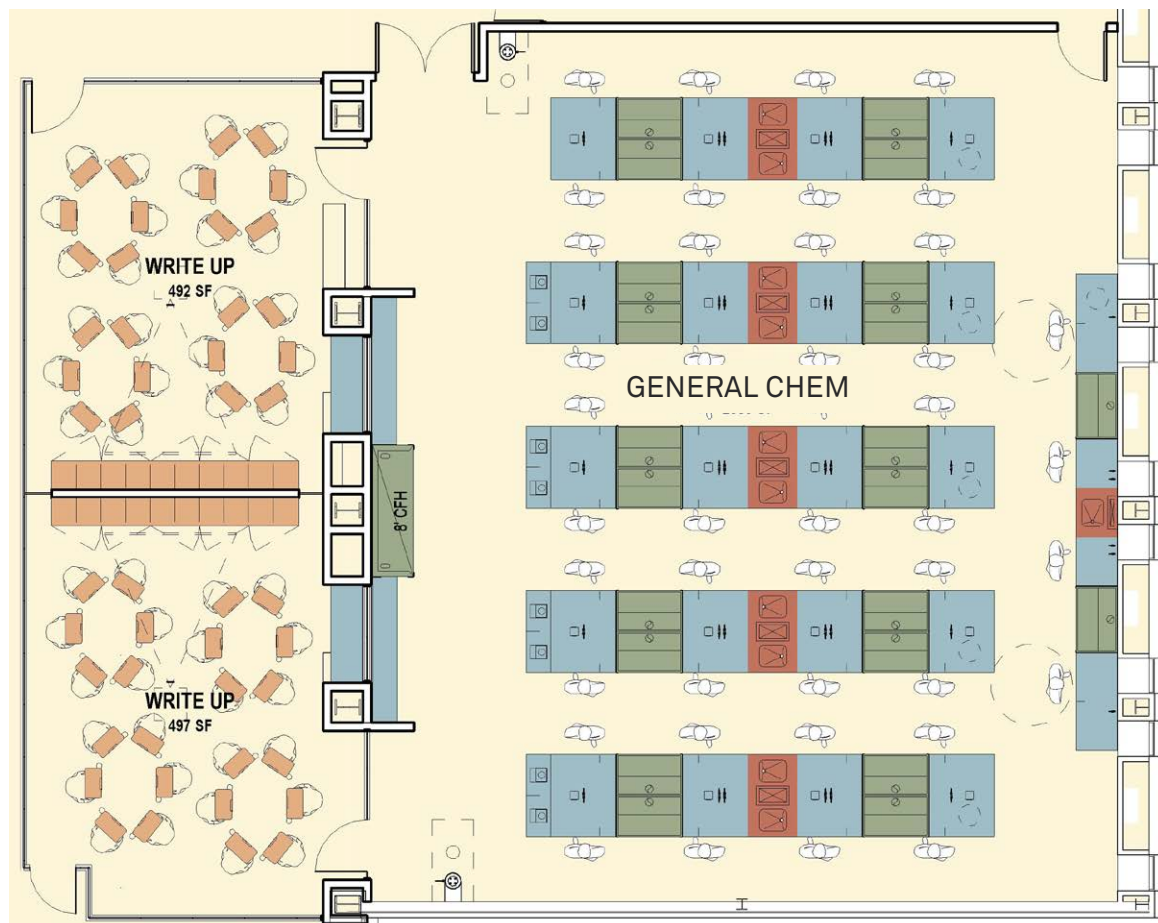 WRITE UP
492 SF
GENERAL CHEM
8' CFH
WRITE UP
497 SF